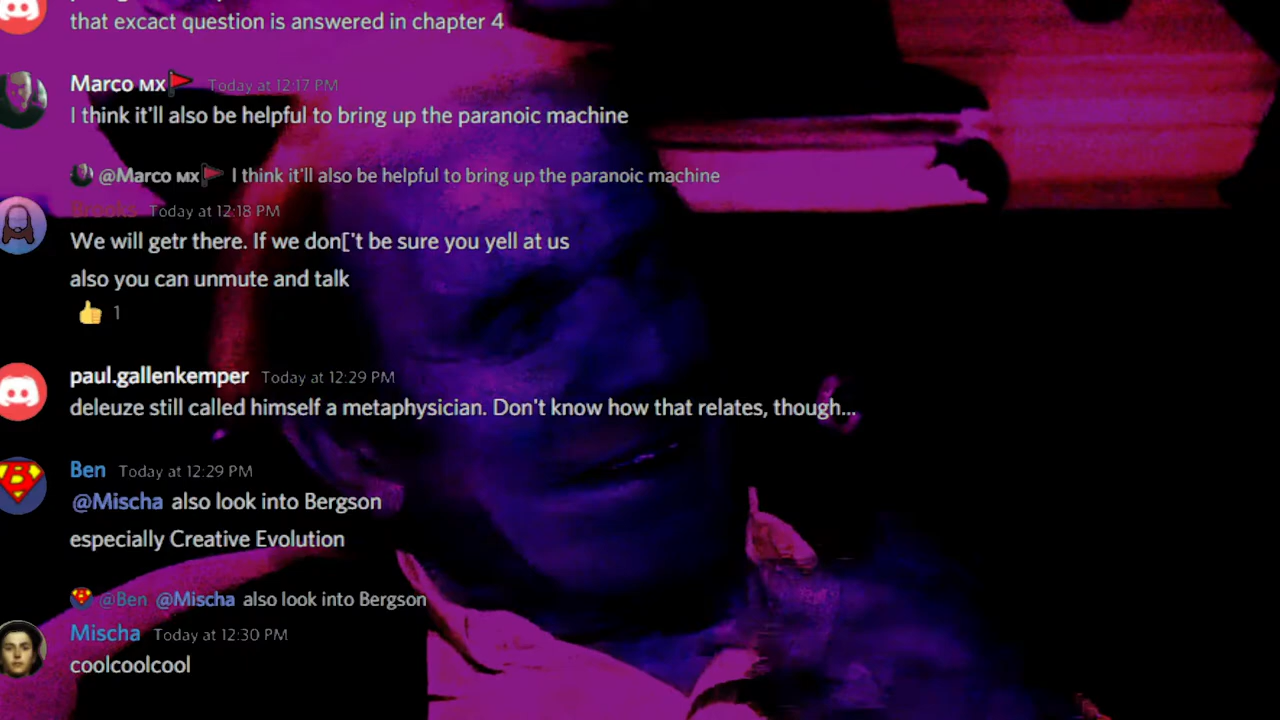 that excact question is answered in chapter 4
Marco MX Today at 12:17 PM
I think it'll also be helpful to bring up the paranoic machine
@Marco MX I think it'll also be helpful to bring up the paranoic machine
Brooks Today at 12:18 PM
We will getr there. If we don['t be sure you yell at us
also you can unmute and talk
1
paul.gallenkemper Today at 12:29 PM
deleuze still called himself a metaphysician. Don't know how that relates, though...
Ben Today at 12:29 PM
@Mischa also look into Bergson
especially Creative Evolution
@Ben @Mischa also look into Bergson
Mischa Today at 12:30 PM
coolcoolcool